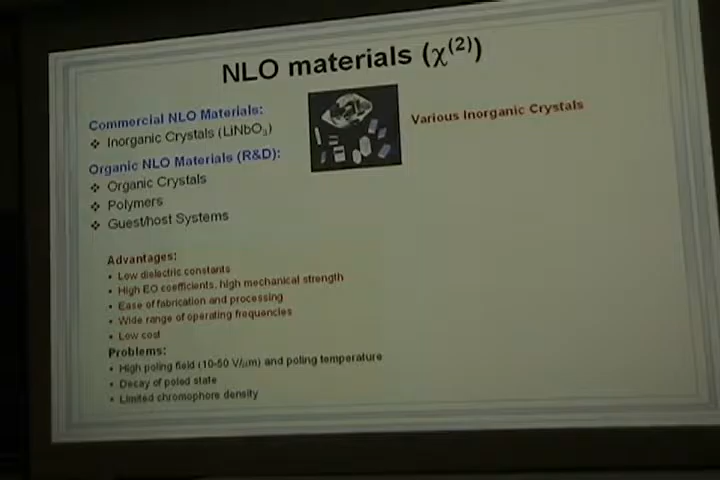 NLO materials (χ⁽²⁾)
Commercial NLO Materials:
❖ Inorganic Crystals (LiNbO₃)
Various Inorganic Crystals
Organic NLO Materials (R&D):
❖ Organic Crystals
❖ Polymers
❖ Guest/host Systems
Advantages:
• Low dielectric constants
• High EO coefficients, high mechanical strength
• Ease of fabrication and processing
• Wide range of operating frequencies
• Low cost
Problems:
• High poling field (10-50 V/μm) and poling temperature
• Decay of poled state
• Limited chromophore density